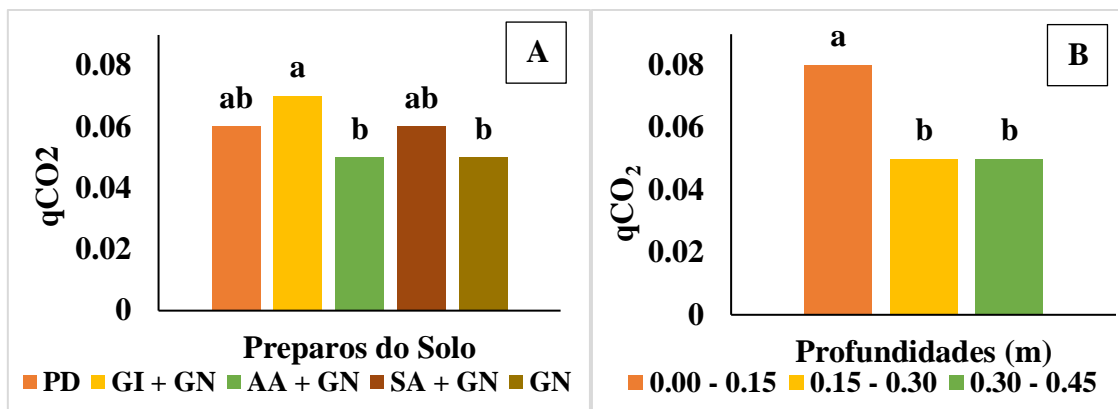 A
0.08
0.06
0.04
0.02
0
qCO2
ab
a
b
ab
b
Preparos do Solo
PD GI + GN AA + GN SA + GN GN
B
0.08
0.06
0.04
0.02
0
qCO₂
a
b
b
Profundidades (m)
0.00 - 0.15 0.15 - 0.30 0.30 - 0.45